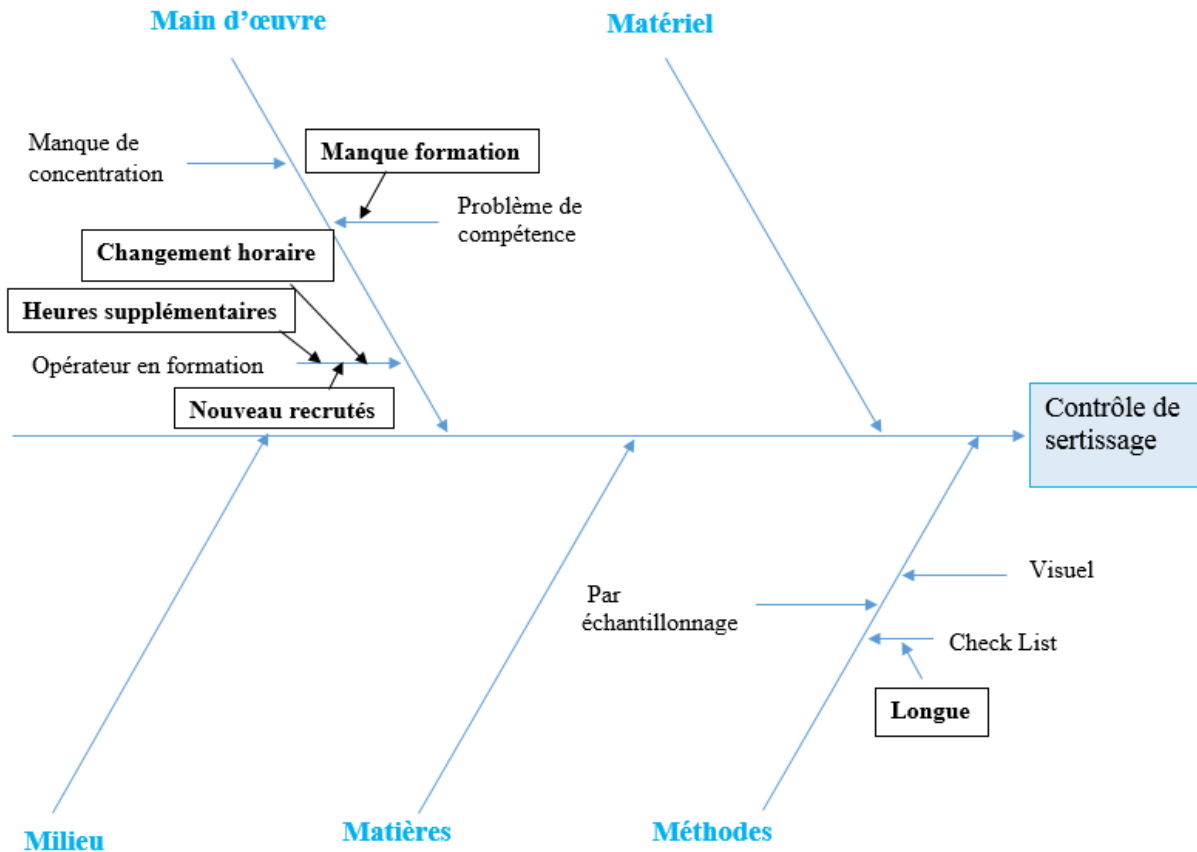 Main d’œuvre
Matériel
Manque de
concentration
Manque formation
Problème de
compétence
Changement horaire
Heures supplémentaires
Opérateur en formation
Nouveau recrutés
Contrôle de
sertissage
Visuel
Par
échantillonnage
Check List
Longue
Milieu
Matières
Méthodes